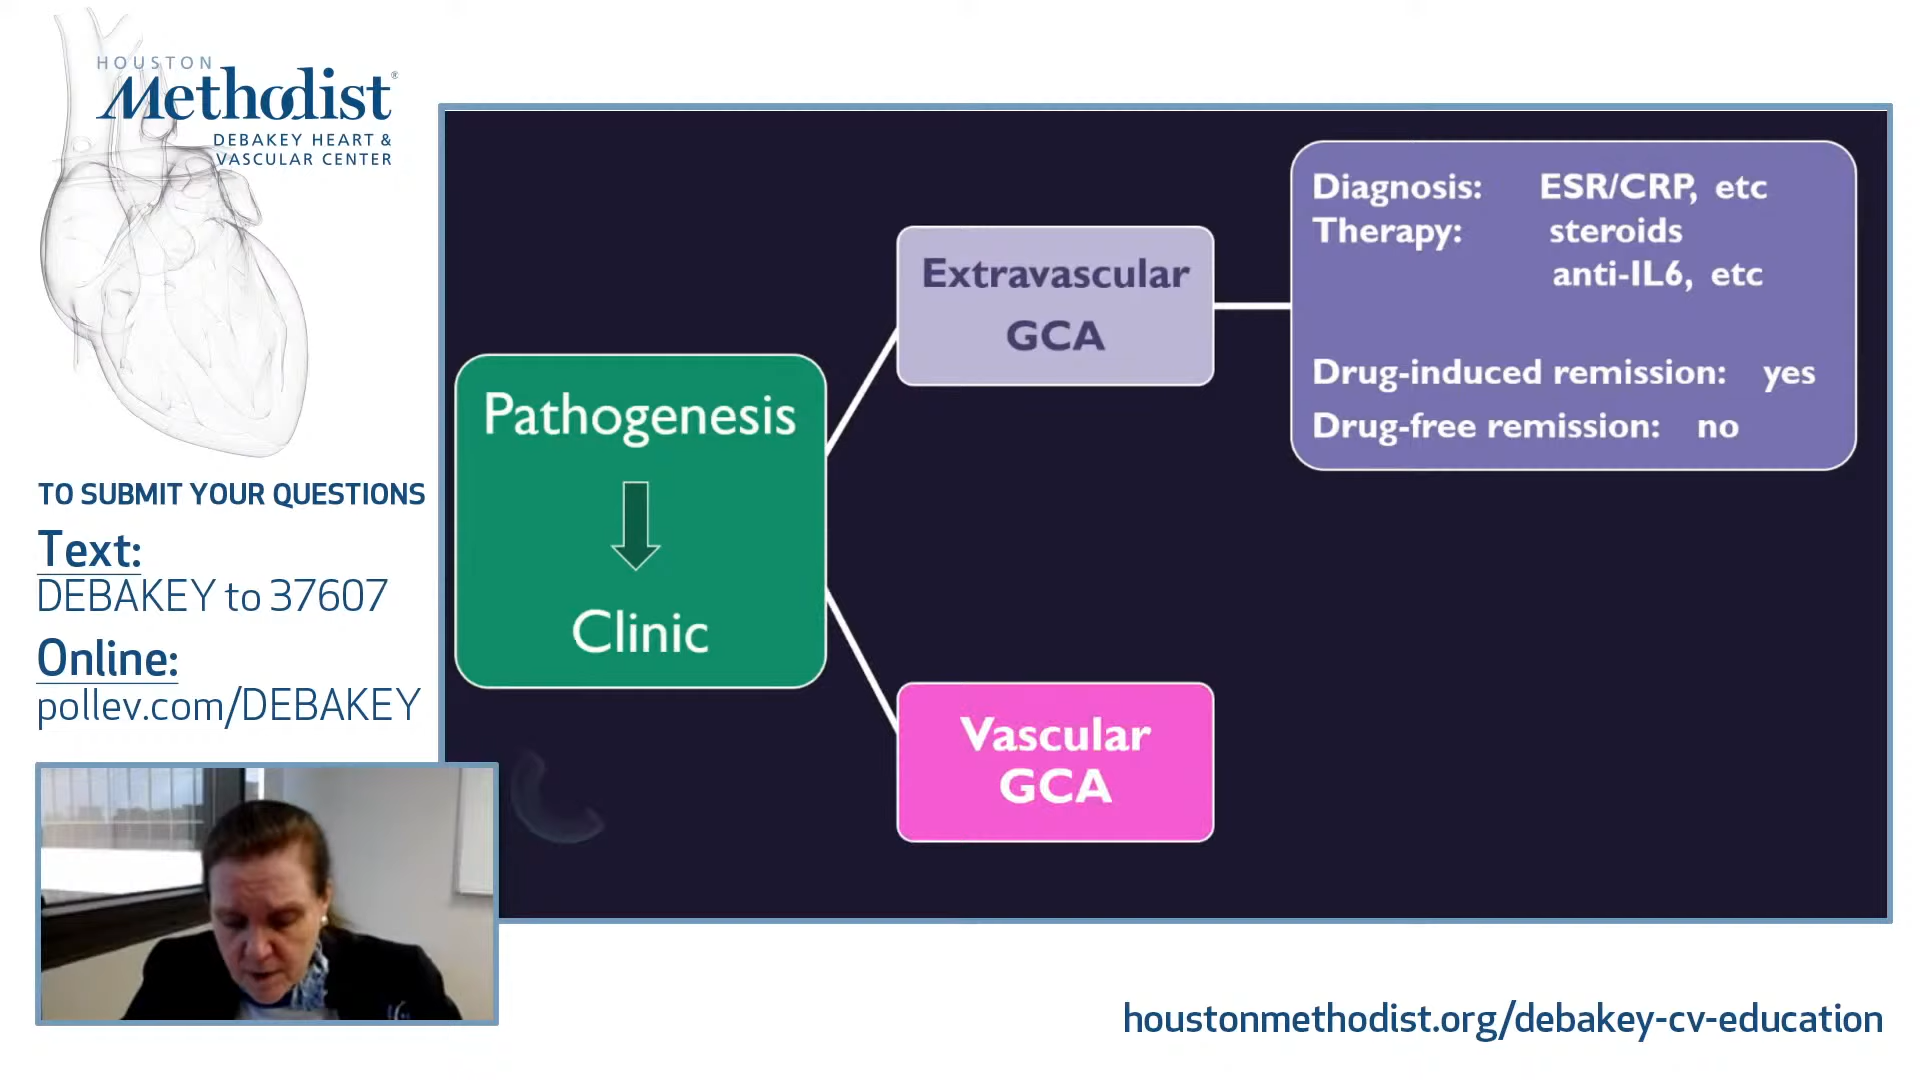 HOUSTON
Methodist®
DEBAKEY HEART &
VASCULAR CENTER
TO SUBMIT YOUR QUESTIONS
Text:
DEBAKEY to 37607
Online:
pollev.com/DEBAKEY
Pathogenesis
Clinic
Extravascular
GCA
Vascular
GCA
Diagnosis: ESR/CRP, etc
Therapy: steroids
anti-IL6, etc
Drug-induced remission: yes
Drug-free remission: no
houstonmethodist.org/debakey-cv-education